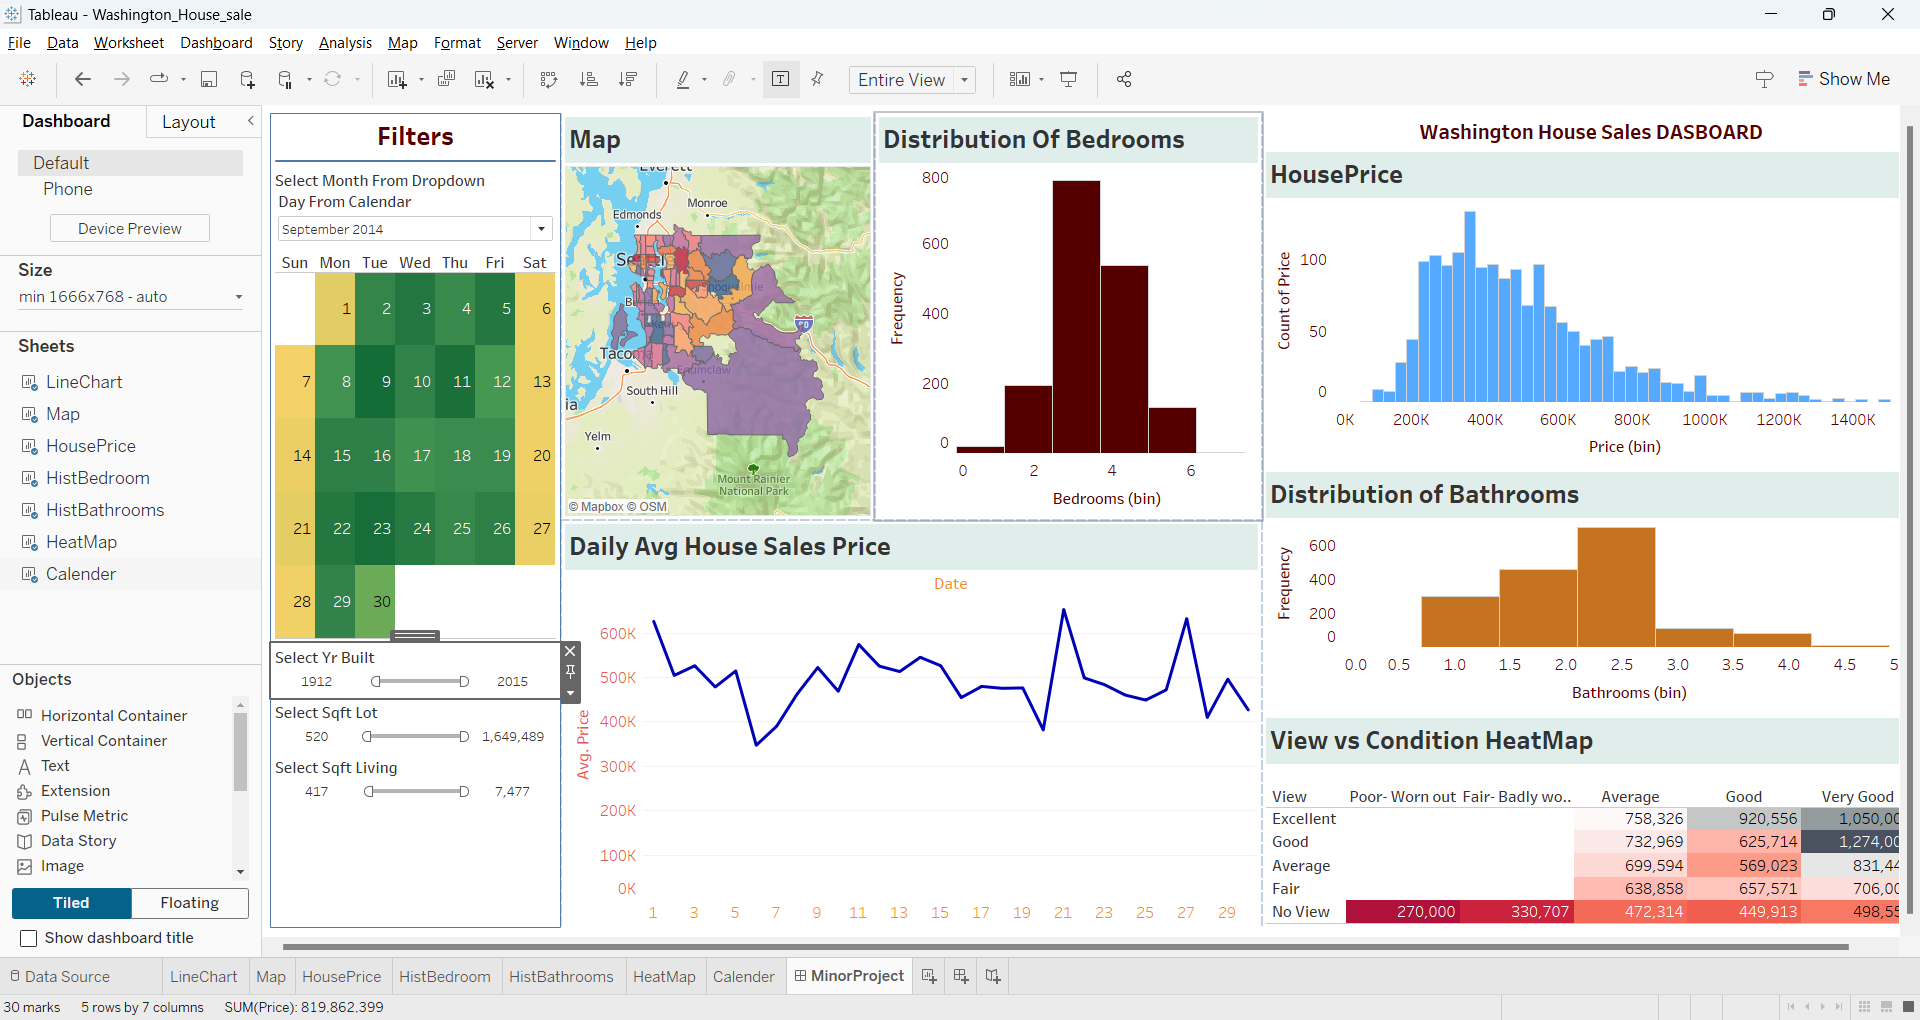 Tableau - Washington_House_sale
File Data Worksheet Dashboard Story Analysis Map Format Server Window Help
Entire View
Show Me
Dashboard Layout
Default
Phone
Device Preview
Size
min 1666x768 - auto
Sheets
LineChart
Map
HousePrice
HistBedroom
HistBathrooms
HeatMap
Calender
Objects
Horizontal Container
Vertical Container
Text
Extension
Pulse Metric
Data Story
Image
Tiled Floating
Show dashboard title
Filters
Select Month From Dropdown
Day From Calendar
September 2014
Sun Mon Tue Wed Thu Fri Sat
1 2 3 4 5 6
7 8 9 10 11 12 13
14 15 16 17 18 19 20
21 22 23 24 25 26 27
28 29 30
Select Yr Built
1912 2015
Select Sqft Lot
520 1,649,489
Select Sqft Living
417 7,477
Map
Everett
Monroe
Edmonds
Snoqualmie
90
Enumclaw
South Hill
ia
Yelm
Mount Rainier
National Park
© Mapbox © OSM
Distribution Of Bedrooms
800
600
400
200
0
Frequency
0 2 4 6
Bedrooms (bin)
Daily Avg House Sales Price
Date
600K
500K
400K
300K
200K
100K
0K
Avg. Price
1 3 5 7 9 11 13 15 17 19 21 23 25 27 29
Washington House Sales DASBOARD
HousePrice
100
50
0
Count of Price
0K 200K 400K 600K 800K 1000K 1200K 1400K
Price (bin)
Distribution of Bathrooms
600
400
200
0
Frequency
0.0 0.5 1.0 1.5 2.0 2.5 3.0 3.5 4.0 4.5 5
Bathrooms (bin)
View vs Condition HeatMap
View Poor- Worn out Fair- Badly wo.. Average Good Very Good
Excellent 758,326 920,556 1,050,00
Good 732,969 625,714 1,274,00
Average 699,594 569,023 831,44
Fair 638,858 657,571 706,00
No View 270,000 330,707 472,314 449,913 498,55
Data Source LineChart Map HousePrice HistBedroom HistBathrooms HeatMap Calender MinorProject
30 marks 5 rows by 7 columns SUM(Price): 819,862,399